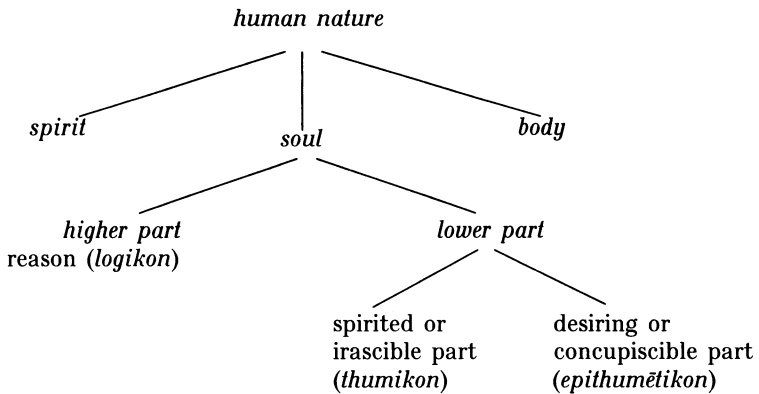 human nature
spirit
soul
body
higher part
reason (logikon)
lower part
spirited or
irascible part
(thumikon)
desiring or
concupiscible part
(epithumētikon)